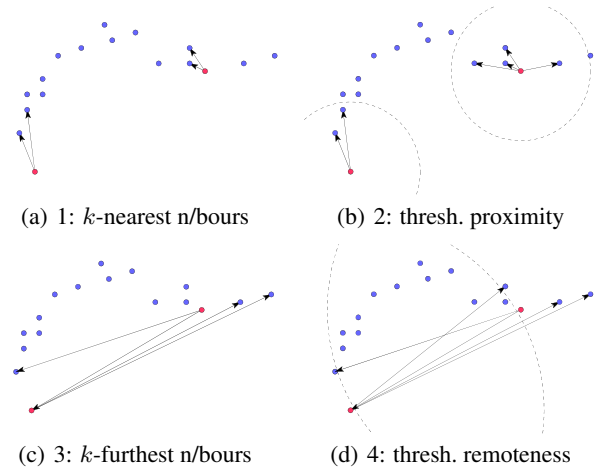 (a) 1: k-nearest n/bours
(b) 2: thresh. proximity
(c) 3: k-furthest n/bours
(d) 4: thresh. remoteness